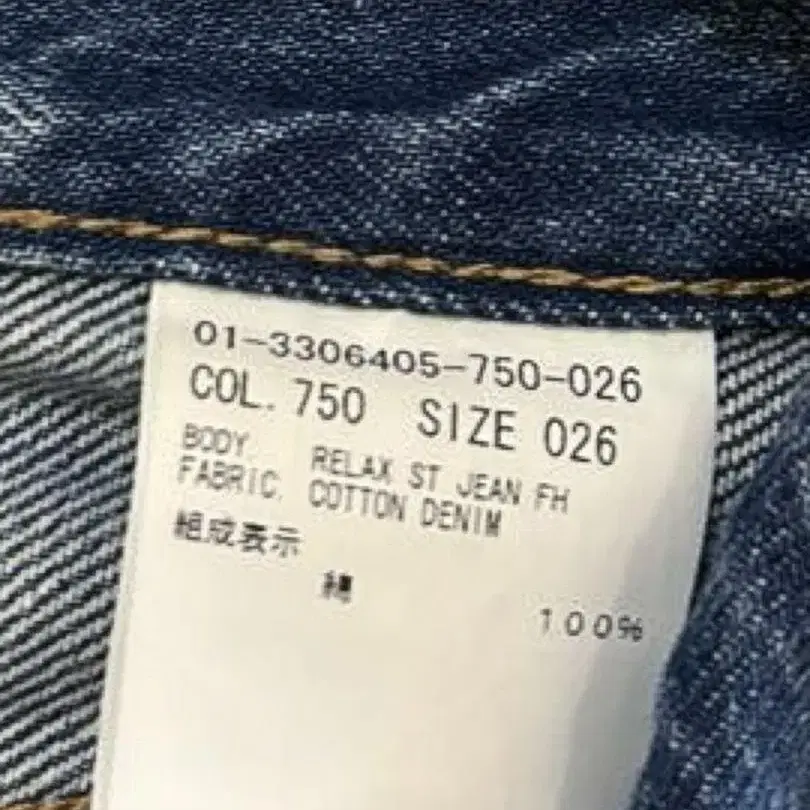 01-3306405-750-026
COL. 750 SIZE 026
BODY. RELAX ST JEAN FH
FABRIC. COTTON DENIM
組成表示
綿
100%